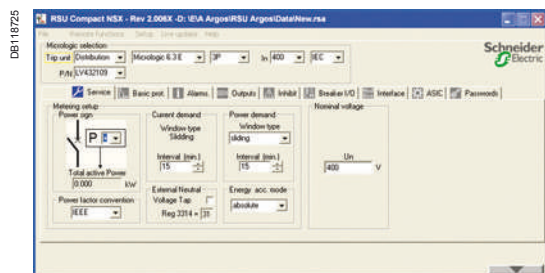 DB118725
RSU Compact NSX - Rev 2.006X -D: \E\A Argos\RSU Argos\Data\New.rsa
File Remote Functions Setup Live update Help
Micrologic selection
Trip unit Distribution Micrologic 6.3 E 3P In 400 IEC
P/N LV432109
Schneider Electric
Service Basic prot. Alarms Outputs Inhibit Breaker I/O Interface ASIC Passwords
Metering setup
Power sign Current demand Power demand Nominal voltage
Window type Window type
Slidding sliding
P +
Interval (min.) Interval (min.) Un
15 15 400 V
Total active Power
0.000 kW
External Neutral Energy acc. mode
Power factor convention Voltage Tap absolute
IEEE Reg 3314 = 31